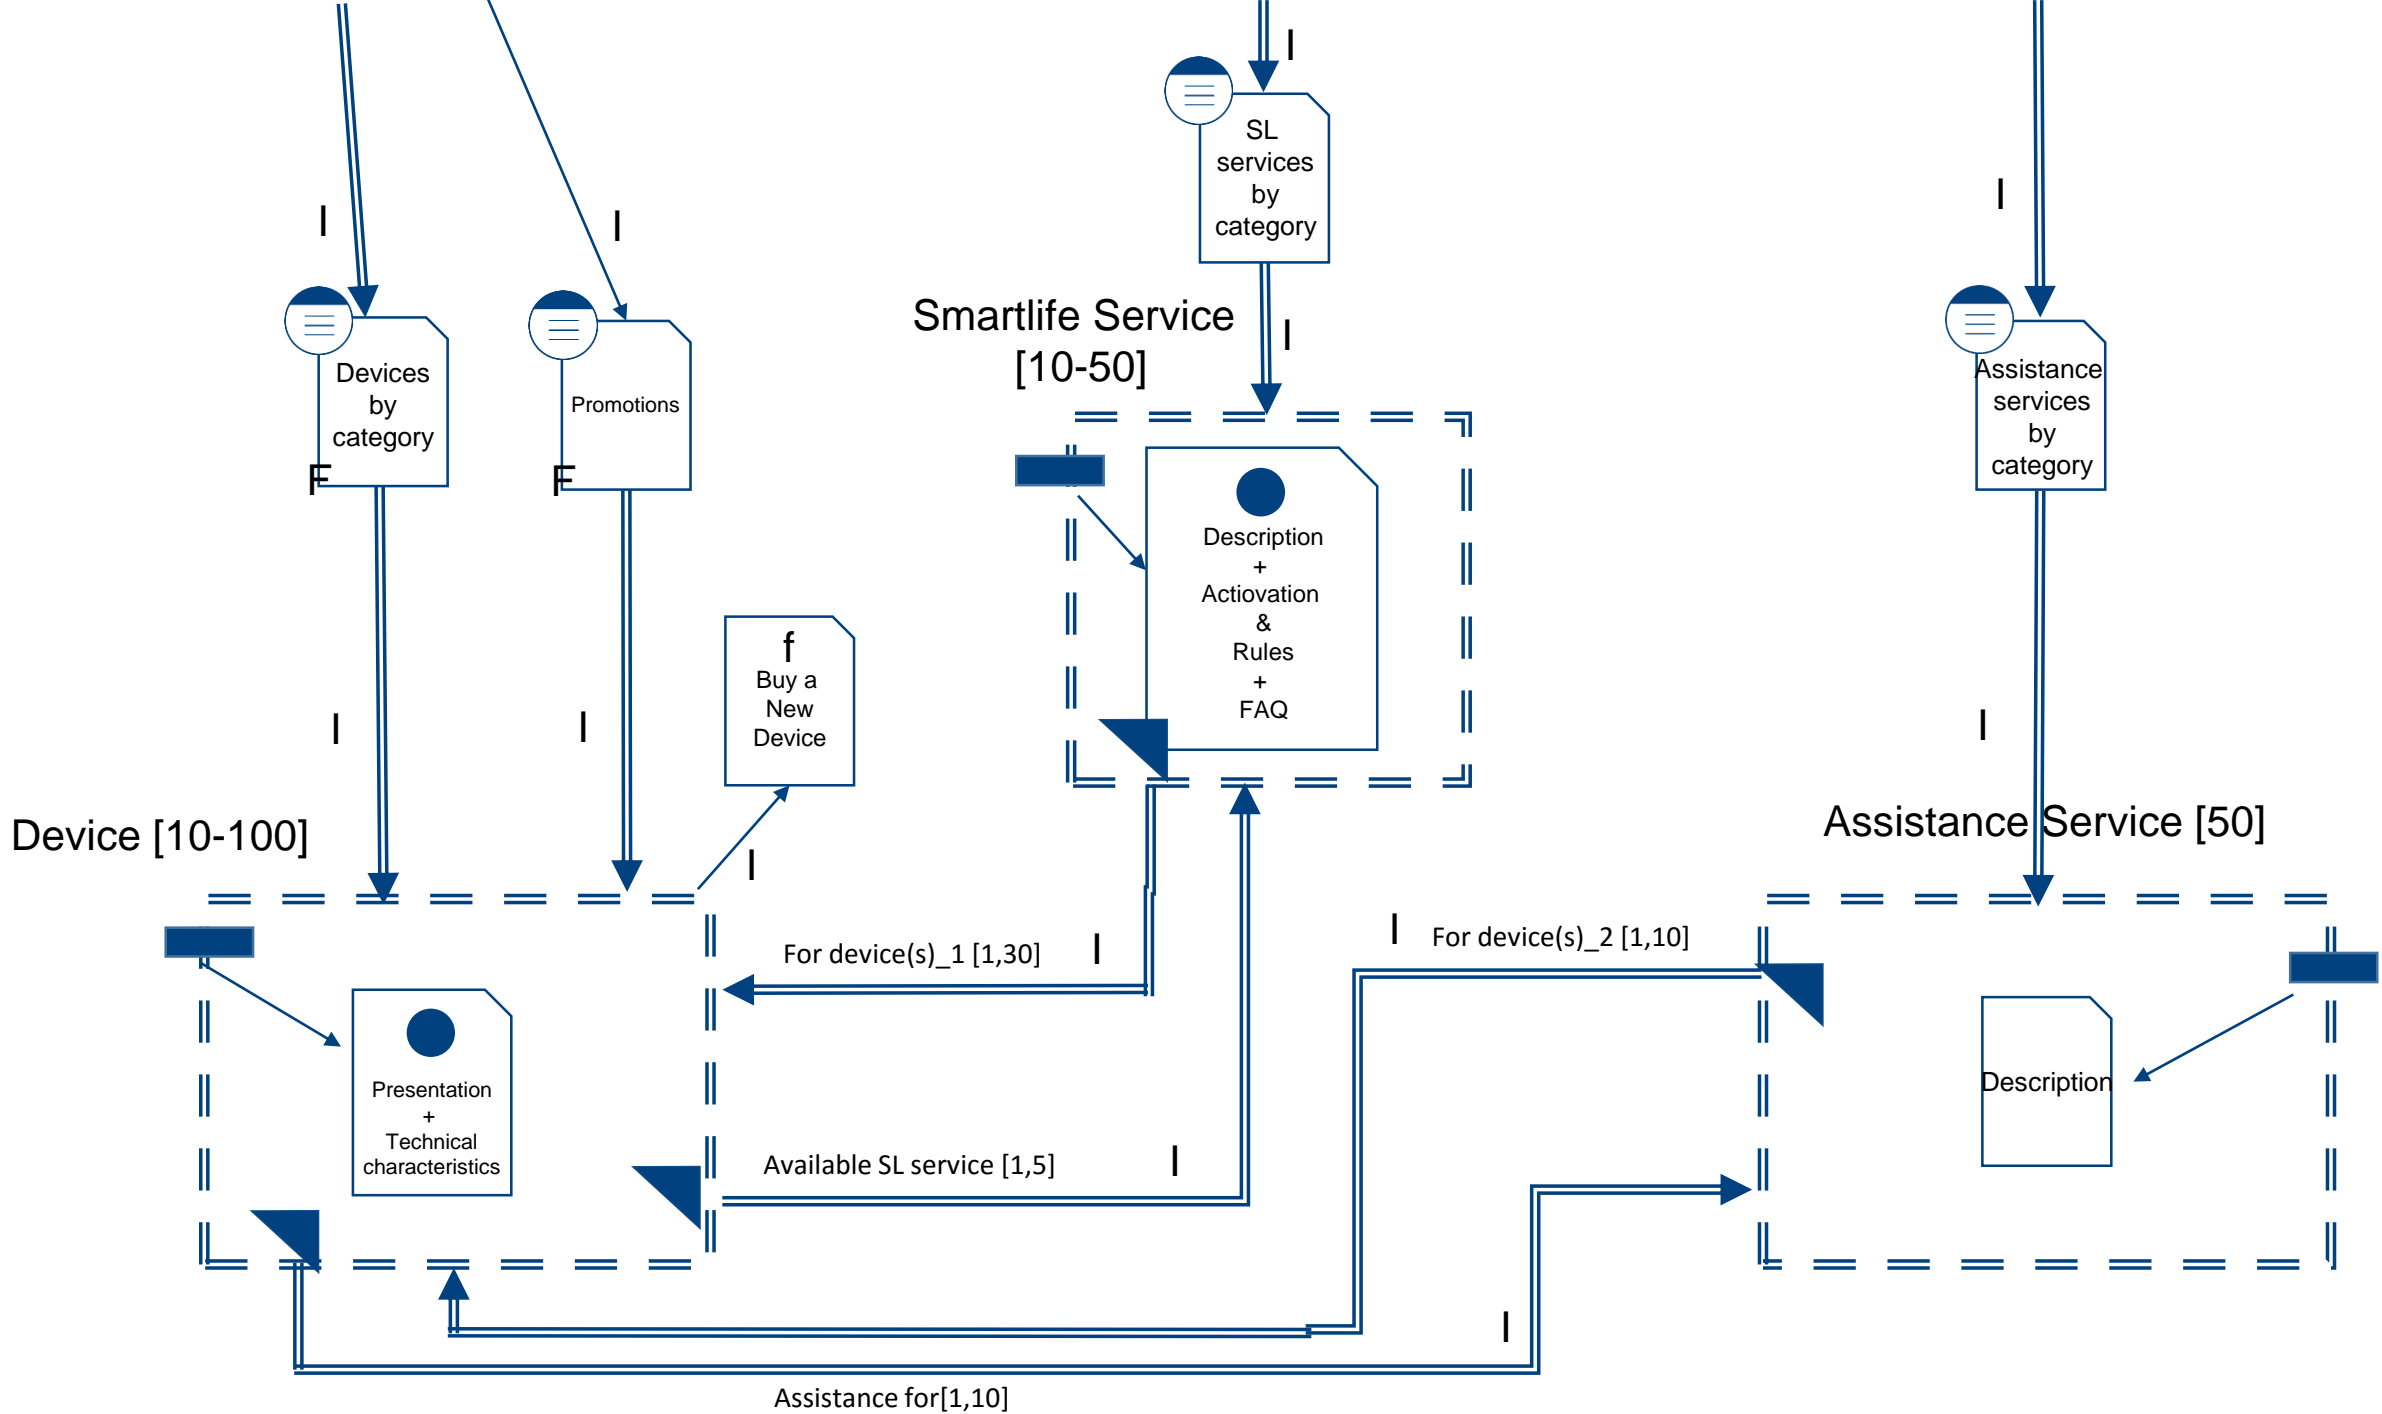 I
SL
services
by
category
I
I
I
Smartlife Service
[10-50]
I
Devices
by
category
F
Promotions
F
Assistance
services
by
category
Description
+
Actiovation
&
Rules
+
FAQ
f
Buy a
New
Device
I
I
I
Device [10-100]
Assistance Service [50]
I
For device(s)_1 [1,30]
I
I
For device(s)_2 [1,10]
Presentation
+
Technical
characteristics
Description
Available SL service [1,5]
I
I
Assistance for[1,10]